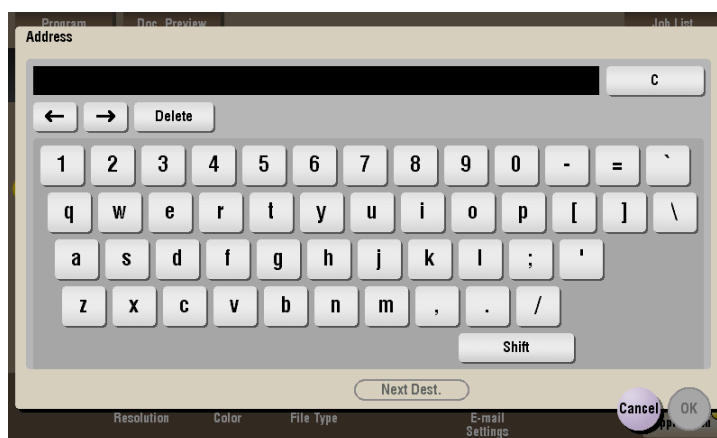 Program Doc. Preview Job List
Address
C
← → Delete
1 2 3 4 5 6 7 8 9 0 - = `
q w e r t y u i o p [ ] \
a s d f g h j k l ; '
z x c v b n m , . /
Shift
Next Dest.
Cancel OK
Resolution Color File Type E-mail
Settings